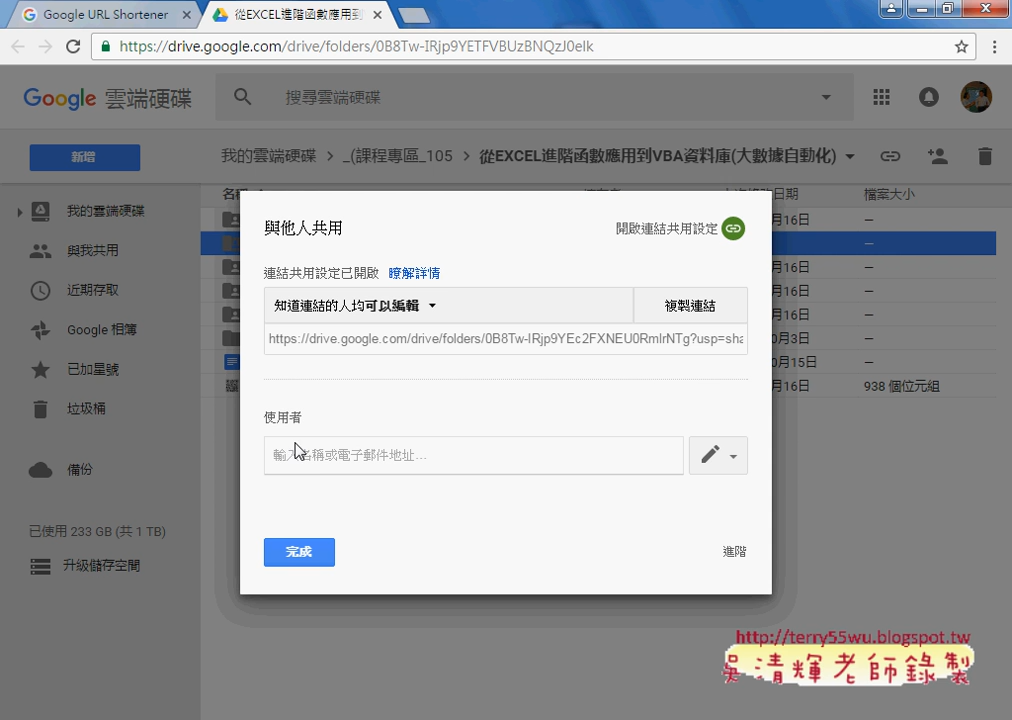 Google URL Shortener
從EXCEL進階函數應用到
https://drive.google.com/drive/folders/0B8Tw-IRjp9YETFVBUzBNQzJ0elk
Google 雲端硬碟
搜尋雲端硬碟
新增
我的雲端硬碟 > _(課程專區_105 > 從EXCEL進階函數應用到VBA資料庫(大數據自動化)
日期
檔案大小
我的雲端硬碟
與我共用
近期存取
Google 相簿
已加星號
垃圾桶
備份
已使用 233 GB (共 1 TB)
升級儲存空間
月16日 –
–
月16日 –
月16日 –
月16日 –
0月3日 –
0月15日 –
月16日 938 個位元組
與他人共用
開啟連結共用設定
連結共用設定已開啟 瞭解詳情
知道連結的人均可以編輯
複製連結
https://drive.google.com/drive/folders/0B8Tw-IRjp9YEc2FXNEU0RmlrNTg?usp=sha
使用者
輸入名稱或電子郵件地址...
完成
進階
http://terry55wu.blogspot.tw
吳清輝老師錄製